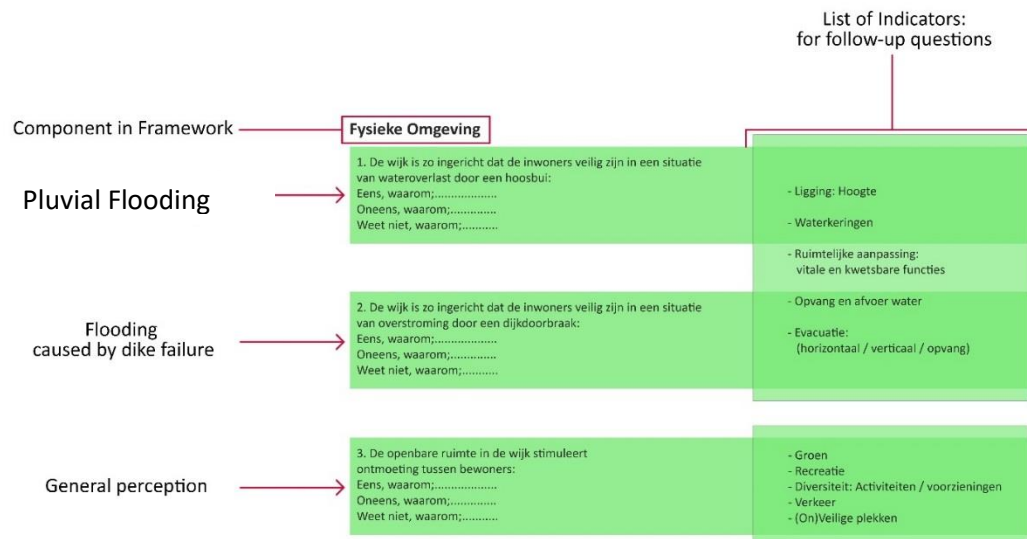 List of Indicators:
for follow-up questions
Component in Framework
Fysieke Omgeving
Pluvial Flooding
1. De wijk is zo ingericht dat de inwoners veilig zijn in een situatie
van wateroverlast door een hoosbui:
Eens, waarom;...................
Oneens, waarom;..............
Weet niet, waarom;...........
- Ligging: Hoogte
- Waterkeringen
- Ruimtelijke aanpassing:
vitale en kwetsbare functies
- Opvang en afvoer water
- Evacuatie:
(horizontaal / verticaal / opvang)
Flooding
caused by dike failure
2. De wijk is zo ingericht dat de inwoners veilig zijn in een situatie
van overstroming door een dijkdoorbraak:
Eens, waarom;...................
Oneens, waarom;..............
Weet niet, waarom;...........
General perception
3. De openbare ruimte in de wijk stimuleert
ontmoeting tussen bewoners:
Eens, waarom;...................
Oneens, waarom;..............
Weet niet, waarom;...........
- Groen
- Recreatie
- Diversiteit: Activiteiten / voorzieningen
- Verkeer
- (On)Veilige plekken